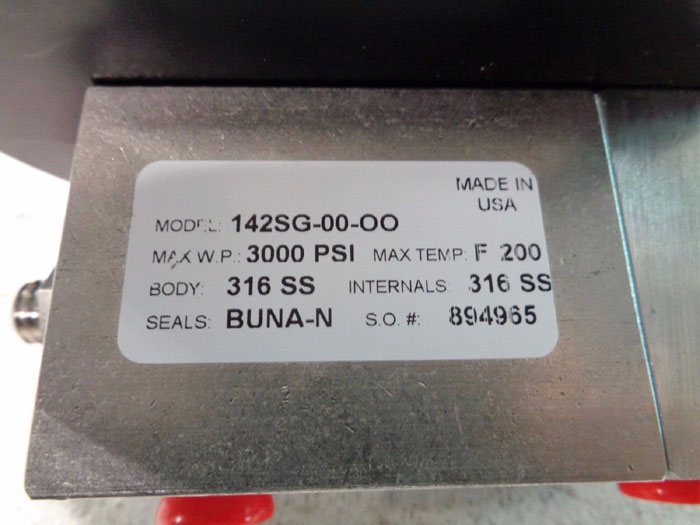 MADE IN
USA
MODEL: 142SG-00-OO
MAX W.P.: 3000 PSI MAX TEMP: F 200
BODY: 316 SS INTERNALS 316 SS
SEALS: BUNA-N S.O. #: 894965